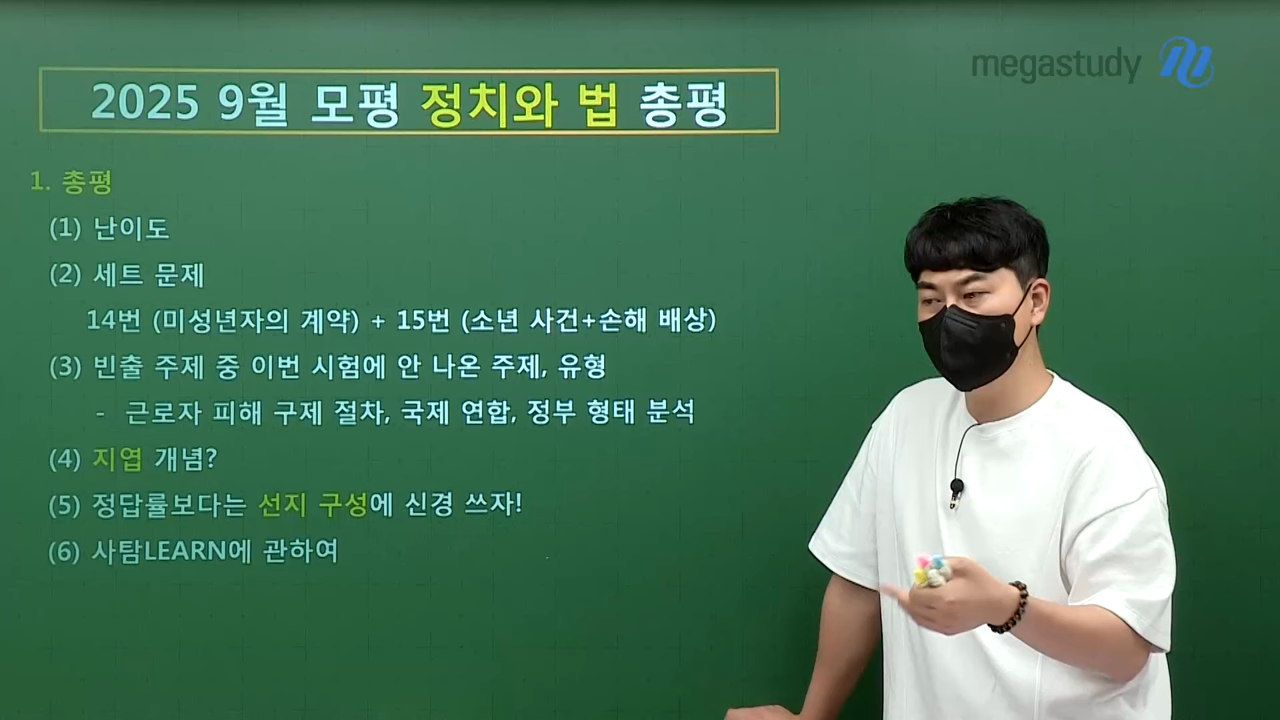 megastudy
2025 9월 모평 정치와 법 총평
1. 총평
(1) 난이도
(2) 세트 문제
14번 (미성년자의 계약) + 15번 (소년 사건+손해 배상)
(3) 빈출 주제 중 이번 시험에 안 나온 주제, 유형
- 근로자 피해 구제 절차, 국제 연합, 정부 형태 분석
(4) 지엽 개념?
(5) 정답률보다는 선지 구성에 신경 쓰자!
(6) 사탐LEARN에 관하여